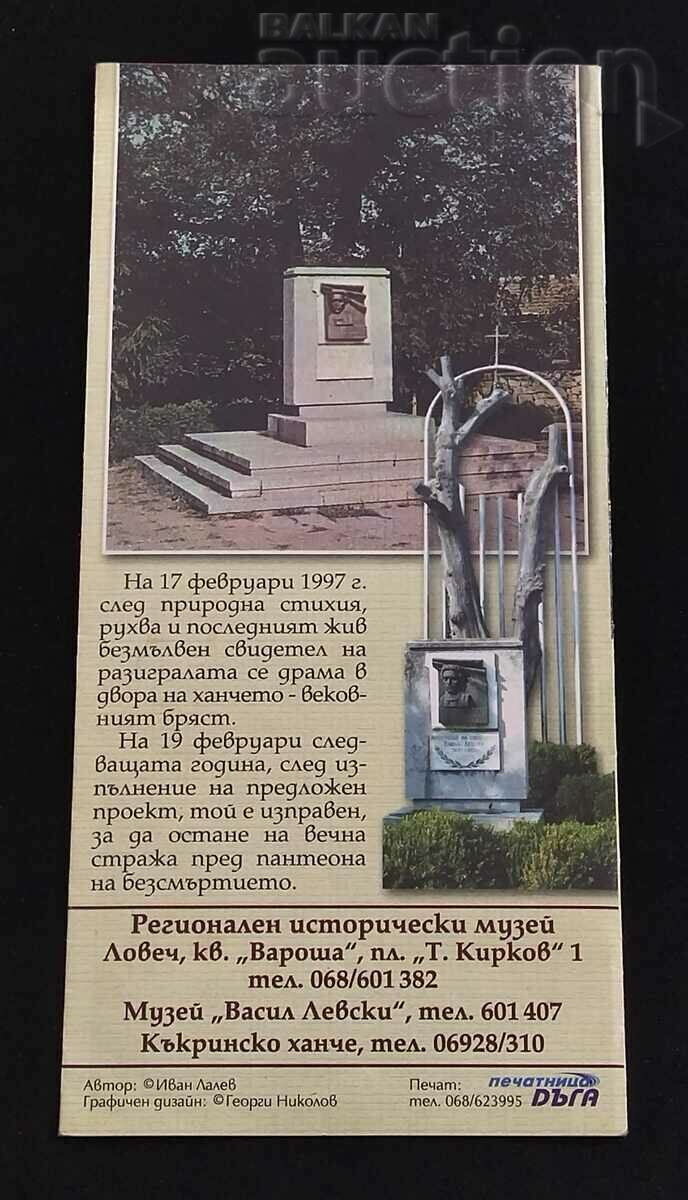 BALKAN
auction
На 17 февруари 1997 г.
след природна стихия,
рухва и последният жив
безмълвен свидетел на
разигралата се драма в
двора на ханчето - веков-
ният бряст.
На 19 февруари след-
ващата година, след из-
пълнение на предложен
проект, той е изправен,
за да остане на вечна
стража пред пантеона
на безсмъртието.
Регионален исторически музей
Ловеч, кв. „Вароша“, пл. „Т. Кирков“ 1
тел. 068/601 382
Музей „Васил Левски“, тел. 601 407
Къкринско ханче, тел. 06928/310
Автор: ©Иван Лалев
Графичен дизайн: ©Георги Николов
Печат: печатница
тел. 068/623995 ДЪГА